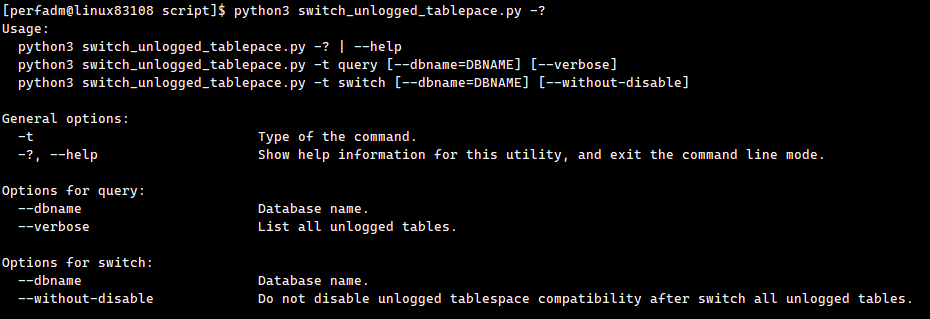 [perfadm@linux83108 script]$ python3 switch_unlogged_tablepace.py -?
Usage:
  python3 switch_unlogged_tablepace.py -? | --help
  python3 switch_unlogged_tablepace.py -t query [--dbname=DBNAME] [--verbose]
  python3 switch_unlogged_tablepace.py -t switch [--dbname=DBNAME] [--without-disable]

General options:
  -t                            Type of the command.
  -?, --help                    Show help information for this utility, and exit the command line mode.

Options for query:
  --dbname                      Database name.
  --verbose                     List all unlogged tables.

Options for switch:
  --dbname                      Database name.
  --without-disable             Do not disable unlogged tablespace compatibility after switch all unlogged tables.